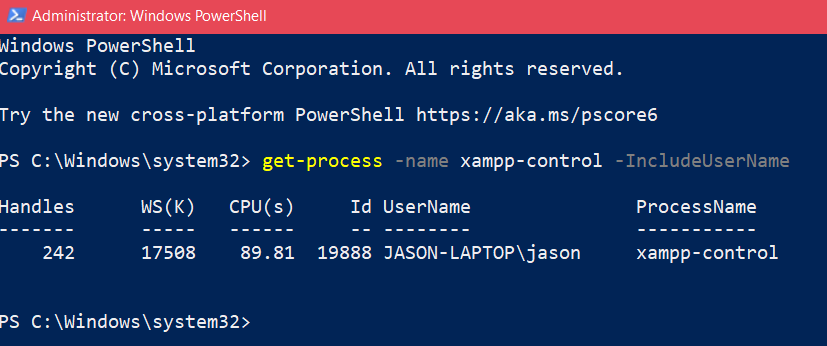 Administrator: Windows PowerShell
Windows PowerShell
Copyright (C) Microsoft Corporation. All rights reserved.
Try the new cross-platform PowerShell https://aka.ms/pscore6
PS C:\Windows\system32> get-process -name xampp-control -IncludeUserName
Handles WS(K) CPU(s) Id UserName ProcessName
------- ----- ------ -- -------- -----------
242 17508 89.81 19888 JASON-LAPTOP\jason xampp-control
PS C:\Windows\system32>